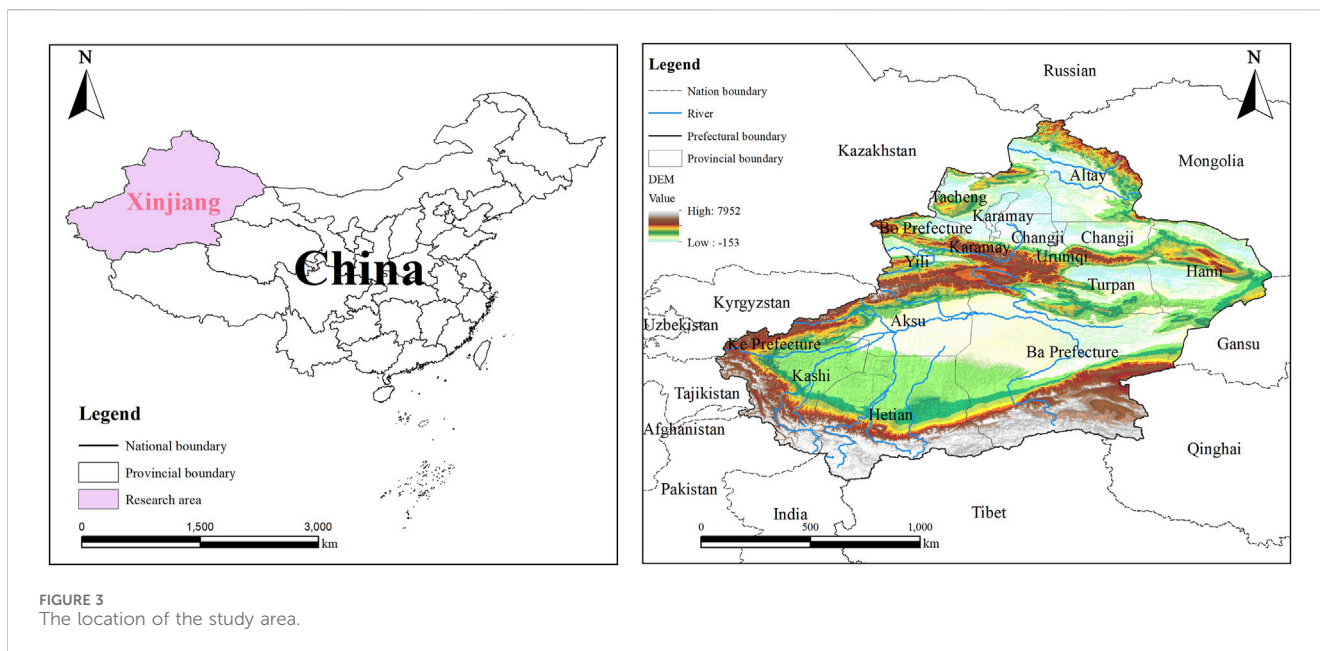 N
Xinjiang
China
Legend
National boundary
Provincial boundary
Research area
0 1,500 3,000
km
Legend
Nation boundary
River
Prefectural boundary
Provincial boundary
DEM
Value
High: 7952
Low : -153
N
Russian
Kazakhstan
Mongolia
Altay
Tacheng
Karamay
Bo Prefecture
Changji
Changji
Karamay
Urumqi
Yili
Hami
Turpan
Kyrgyzstan
Uzbekistan
Aksu
Ke Prefecture
Ba Prefecture
Gansu
Kashi
Tajikistan
Hetian
Afghanistan
Qinghai
Pakistan
India
Tibet
0 500 1,000
km
FIGURE 3
The location of the study area.